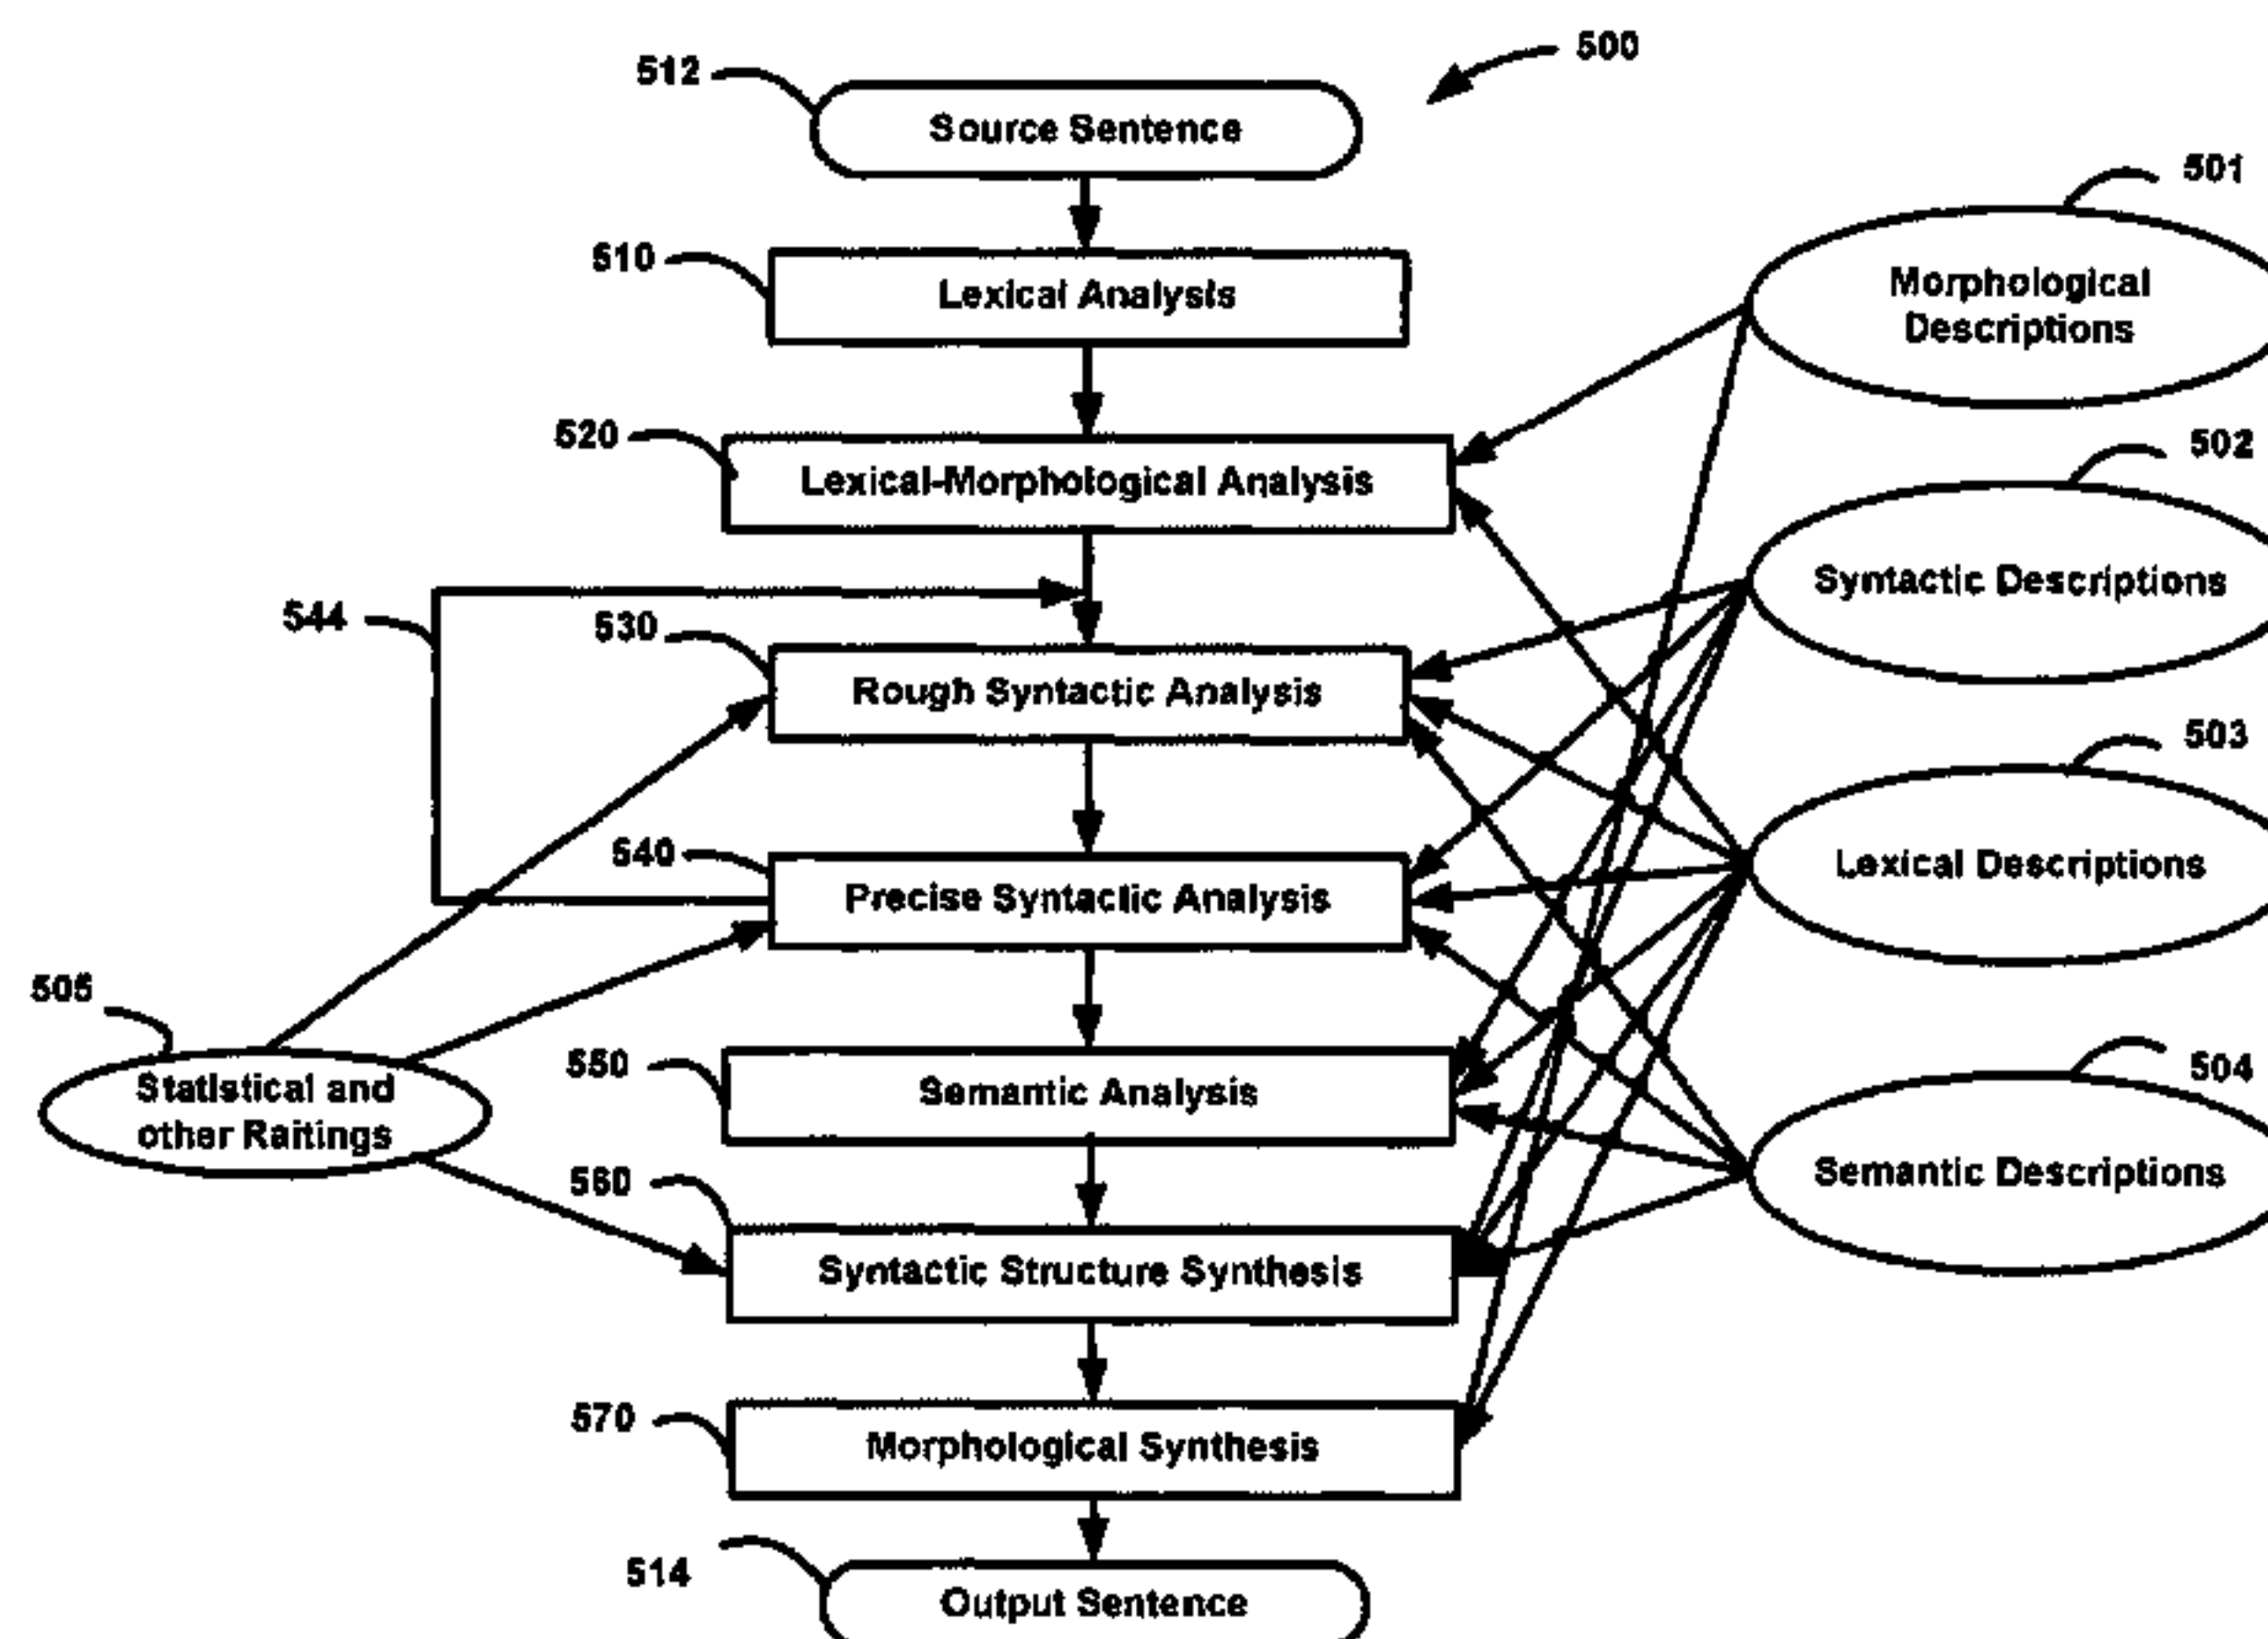 500
512
Source Sentence
501
510
Lexical Analysis
Morphological
Descriptions
520
Lexical-Morphological Analysis
502
Syntactic Descriptions
544
530
Rough Syntactic Analysis
503
540
Precise Syntactic Analysis
Lexical Descriptions
505
550
Statistical and
other Raitings
Semantic Analysis
504
560
Semantic Descriptions
Syntactic Structure Synthesis
570
Morphological Synthesis
514
Output Sentence